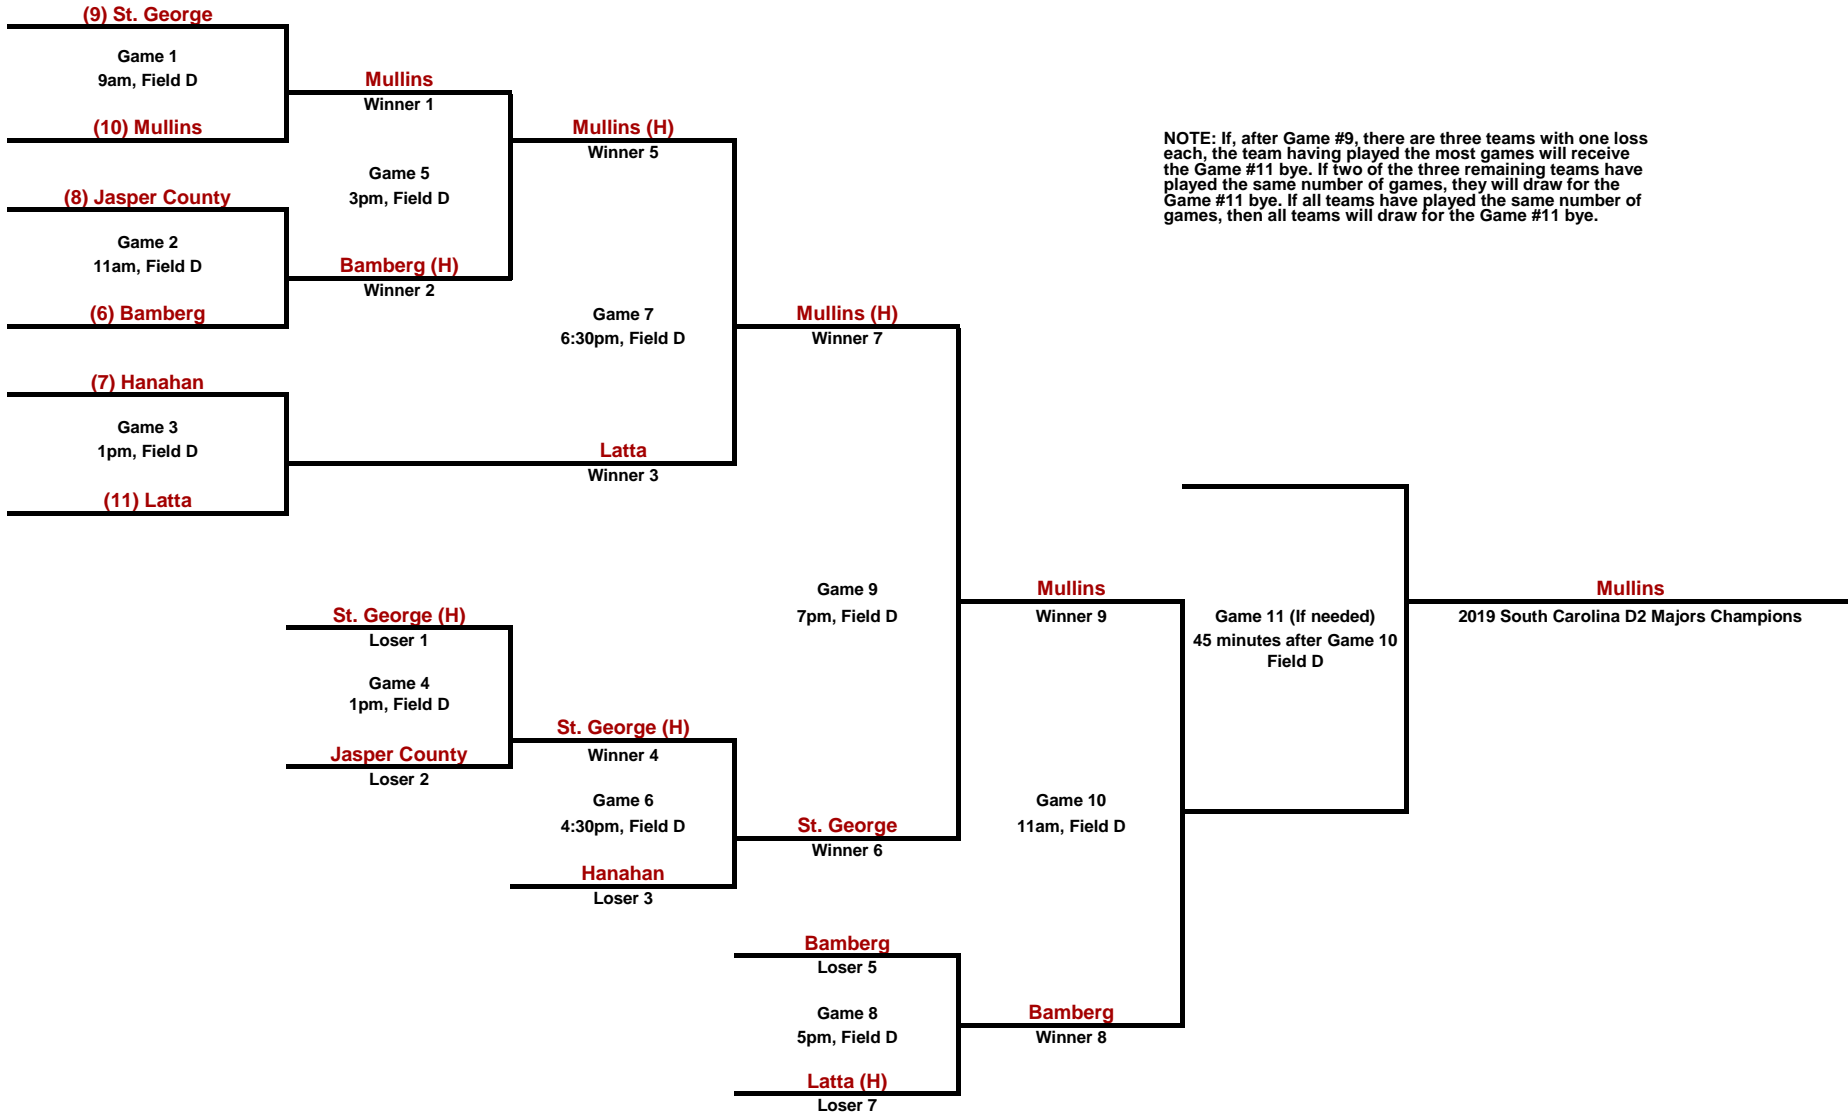 (9) St. George
Game 1
9am, Field D
(10) Mullins
Mullins
Winner 1
(8) Jasper County
Game 2
11am, Field D
(6) Bamberg
Bamberg (H)
Winner 2
Game 5
3pm, Field D
Mullins (H)
Winner 5
(7) Hanahan
Game 3
1pm, Field D
(11) Latta
Latta
Winner 3
Game 7
6:30pm, Field D
Mullins (H)
Winner 7
NOTE: If, after Game #9, there are three teams with one loss
each, the team having played the most games will receive
the Game #11 bye. If two of the three remaining teams have
played the same number of games, they will draw for the
Game #11 bye. If all teams have played the same number of
games, then all teams will draw for the Game #11 bye.
St. George (H)
Loser 1
Game 4
1pm, Field D
Jasper County
Loser 2
St. George (H)
Winner 4
Game 6
4:30pm, Field D
Hanahan
Loser 3
St. George
Winner 6
Game 9
7pm, Field D
Mullins
Winner 9
Bamberg
Loser 5
Game 8
5pm, Field D
Latta (H)
Loser 7
Bamberg
Winner 8
Game 10
11am, Field D
Game 11 (If needed)
45 minutes after Game 10
Field D
Mullins
2019 South Carolina D2 Majors Champions